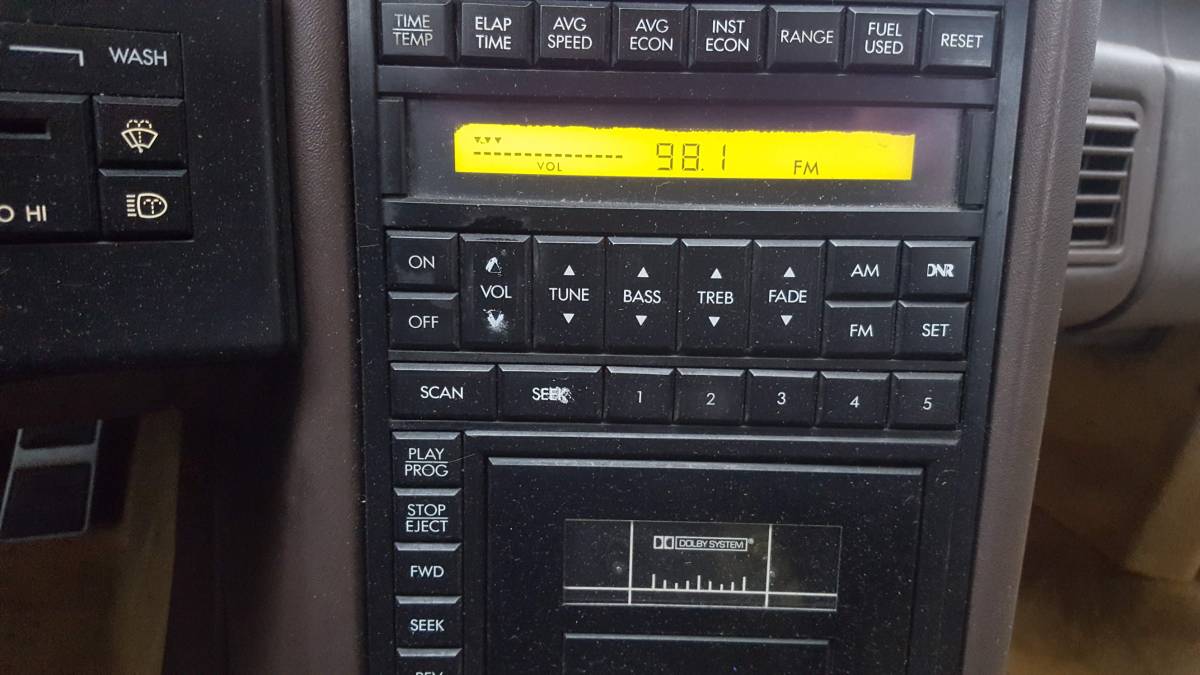 WASH
O HI
TIME
TEMP
ELAP
TIME
AVG
SPEED
AVG
ECON
INST
ECON
RANGE
FUEL
USED
RESET
VOL 98.1 FM
ON
OFF
VOL
TUNE
BASS
TREB
FADE
AM
DNR
FM
SET
SCAN
SEEK
1
2
3
4
5
PLAY
PROG
STOP
EJECT
FWD
SEEK
REV
DOLBY SYSTEM®